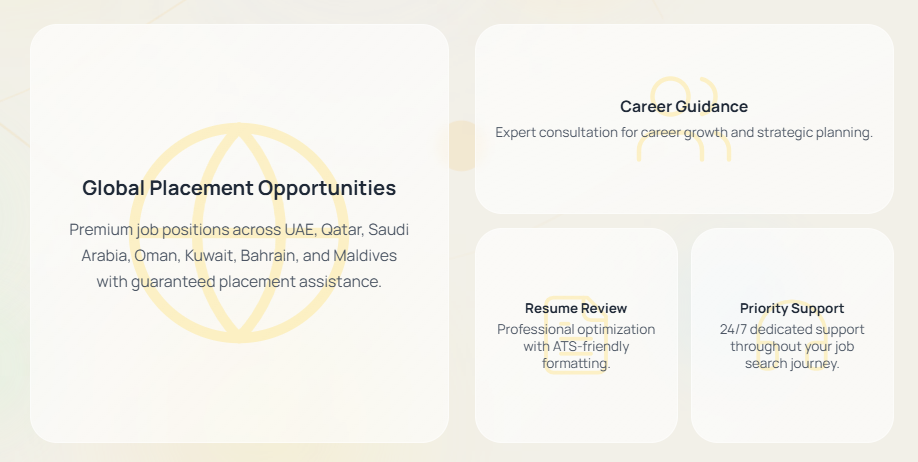 Global Placement Opportunities
Premium job positions across UAE, Qatar, Saudi
Arabia, Oman, Kuwait, Bahrain, and Maldives
with guaranteed placement assistance.
Career Guidance
Expert consultation for career growth and strategic planning.
Resume Review
Professional optimization
with ATS-friendly
formatting.
Priority Support
24/7 dedicated support
throughout your job
search journey.